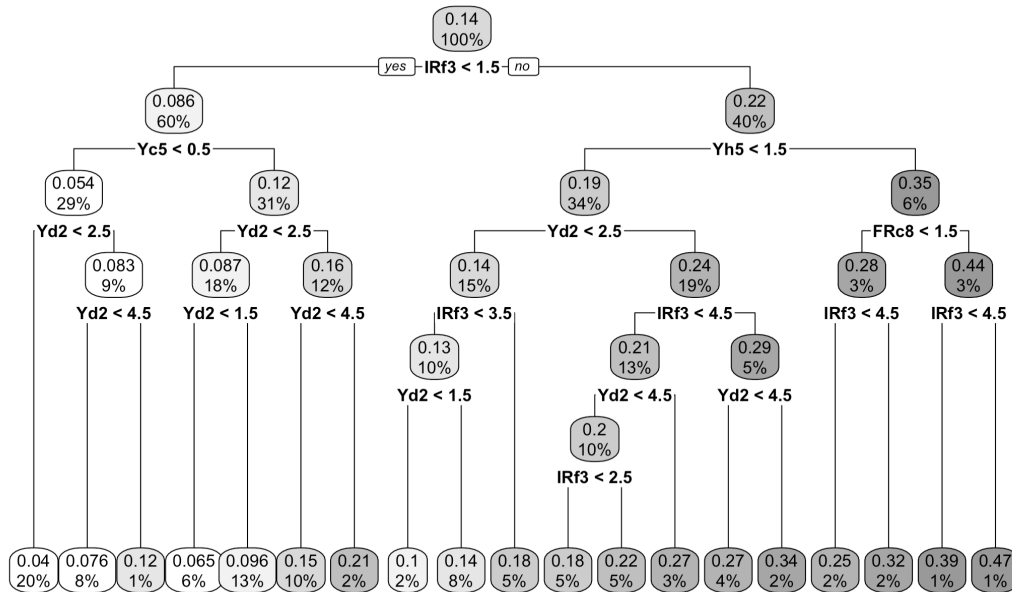 0.14
100%
yes IRf3 < 1.5 no
0.086 0.22
60% 40%
Yc5 < 0.5 Yh5 < 1.5
0.054 0.12 0.19 0.35
29% 31% 34% 6%
Yd2 < 2.5 Yd2 < 2.5 Yd2 < 2.5 FRc8 < 1.5
0.083 0.087 0.16 0.14 0.24 0.28 0.44
9% 18% 12% 15% 19% 3% 3%
Yd2 < 4.5 Yd2 < 1.5 Yd2 < 4.5 IRf3 < 3.5 IRf3 < 4.5 IRf3 < 4.5 IRf3 < 4.5
0.13 0.21 0.29
10% 13% 5%
Yd2 < 1.5 Yd2 < 4.5 Yd2 < 4.5
0.2
10%
IRf3 < 2.5
0.04 0.076 0.12 0.065 0.096 0.15 0.21 0.1 0.14 0.18 0.18 0.22 0.27 0.27 0.34 0.25 0.32 0.39 0.47
20% 8% 1% 6% 13% 10% 2% 2% 8% 5% 5% 5% 3% 4% 2% 2% 2% 1% 1%